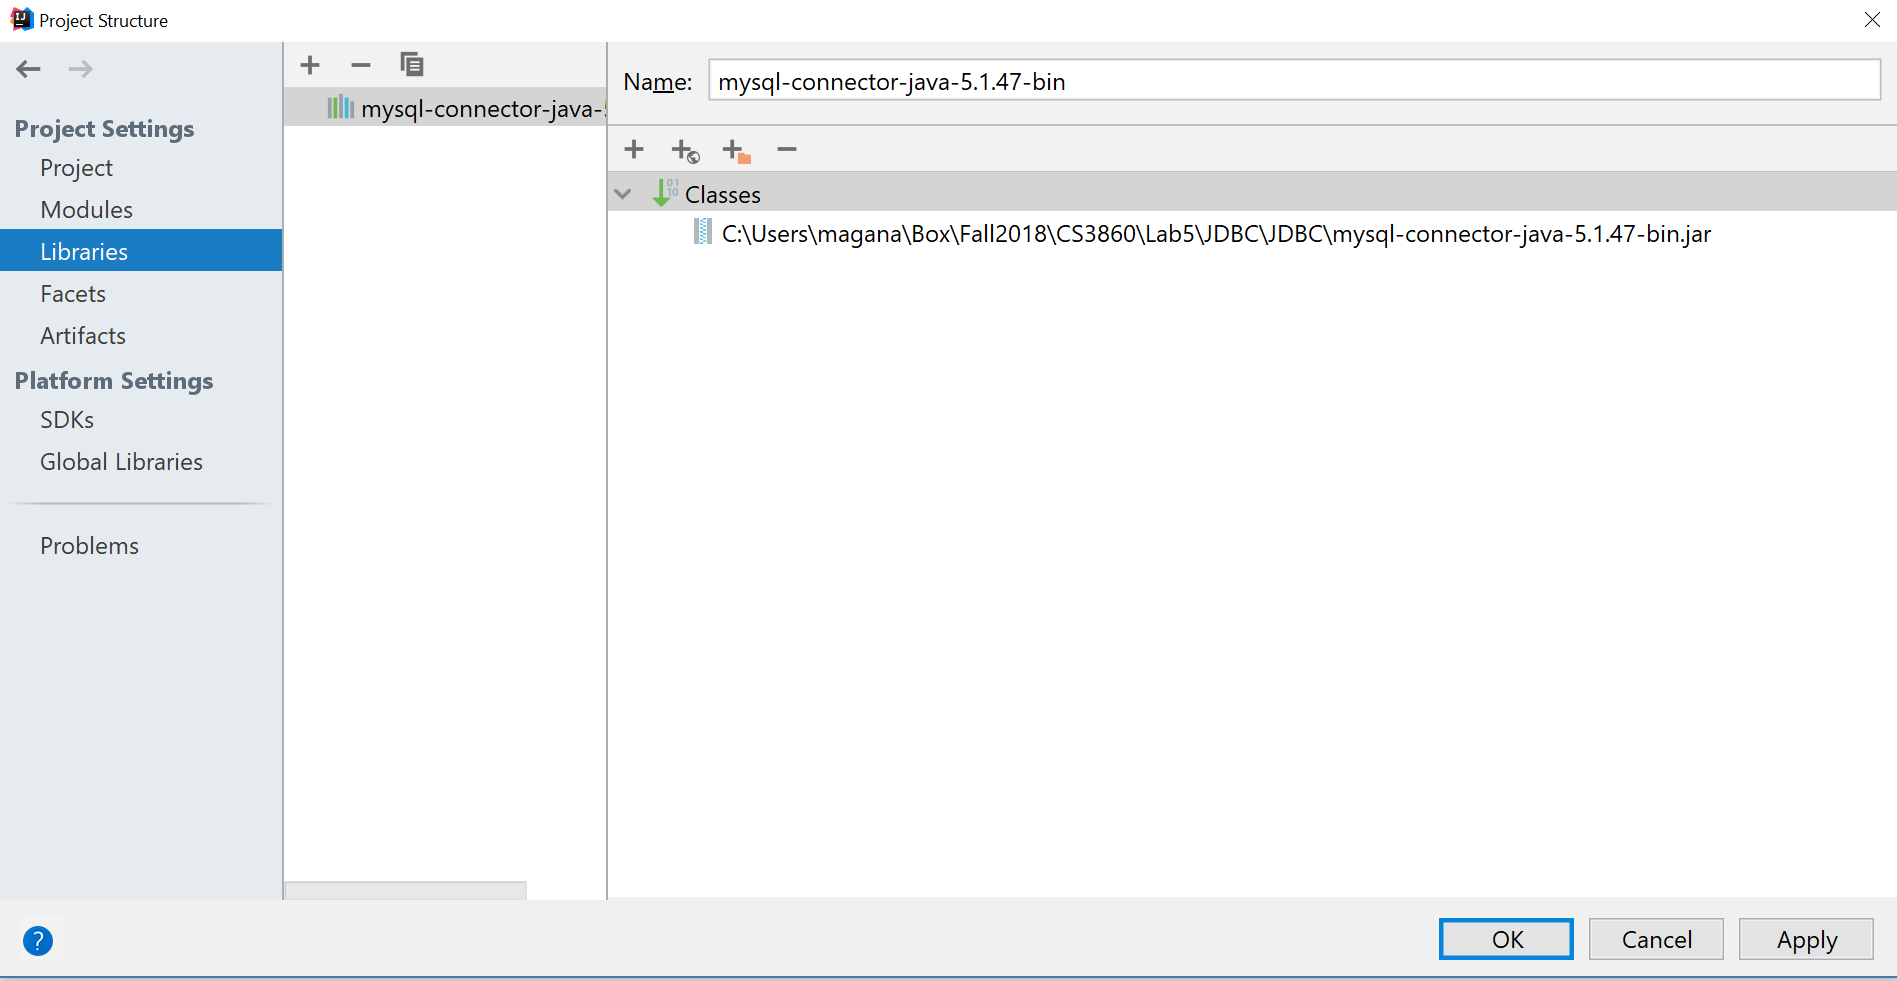 Project Structure
Project Settings
Project
Modules
Libraries
Facets
Artifacts
Platform Settings
SDKs
Global Libraries
Problems
mysql-connector-java-5
Name: mysql-connector-java-5.1.47-bin
Classes
C:\Users\magana\Box\Fall2018\CS3860\Lab5\JDBC\JDBC\mysql-connector-java-5.1.47-bin.jar
?
OK
Cancel
Apply